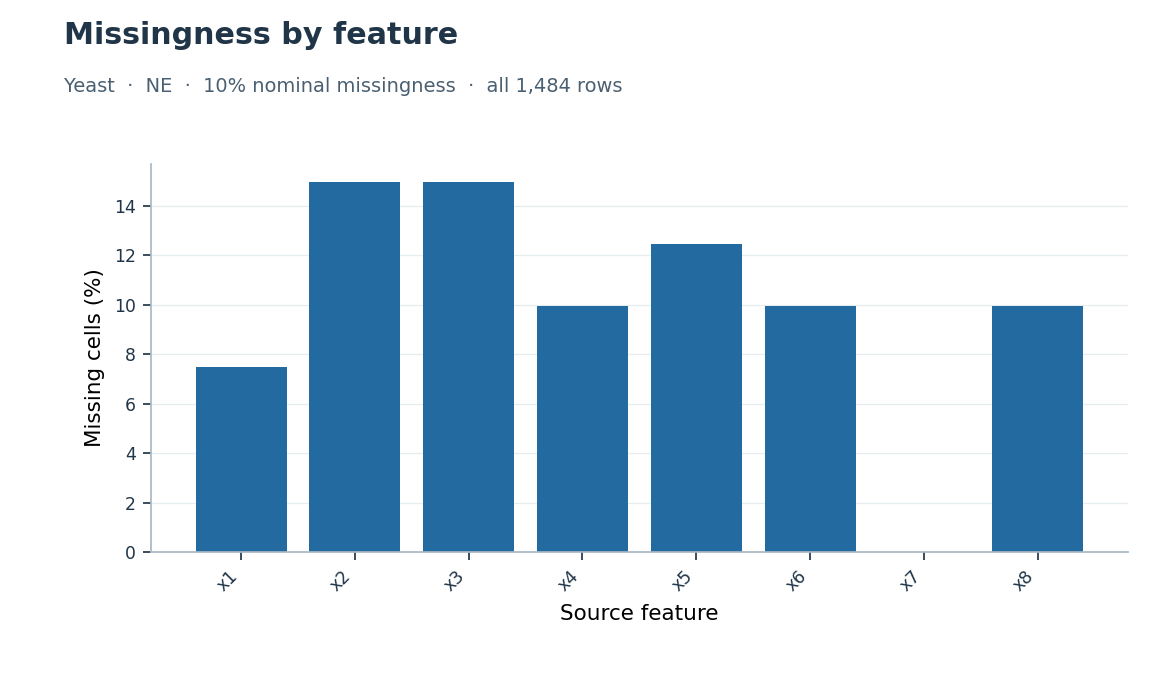 Missingness by feature
Yeast · NE · 10% nominal missingness · all 1,484 rows
Missing cells (%)
14
12
10
8
6
4
2
0
x1 x2 x3 x4 x5 x6 x7 x8
Source feature